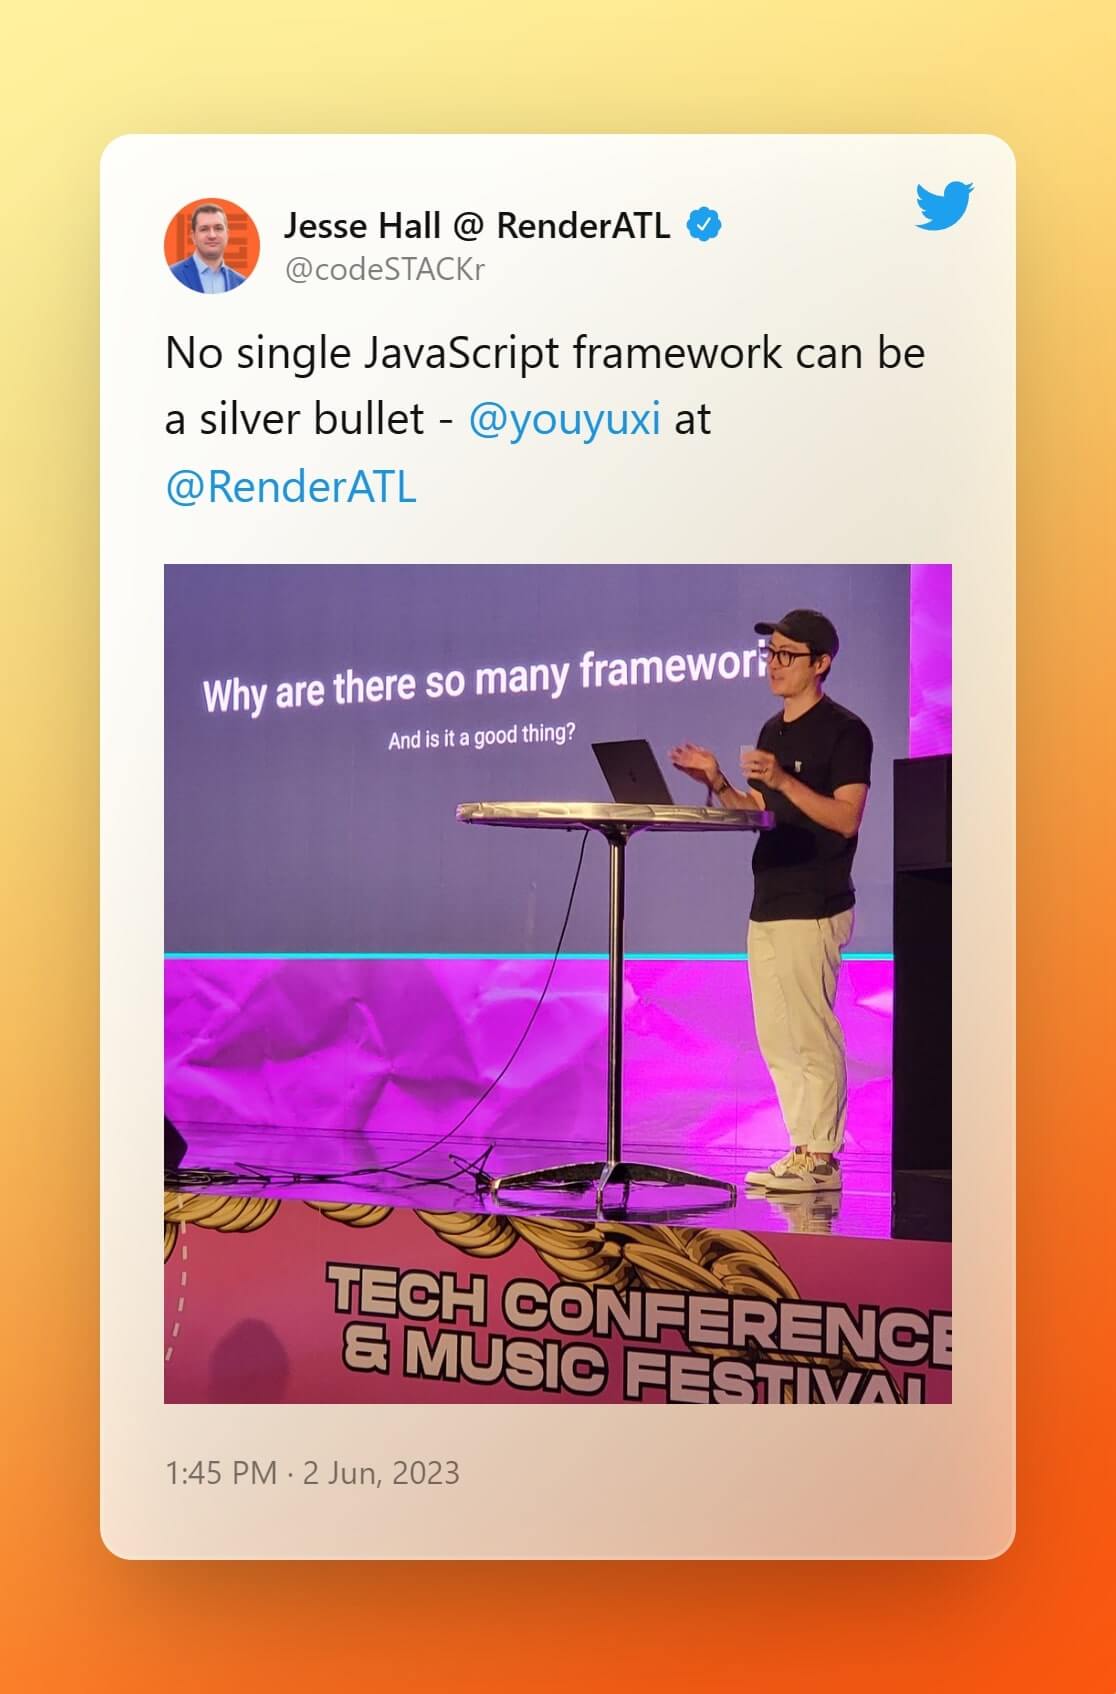 Jesse Hall @ RenderATL
@codeSTACKr
No single JavaScript framework can be
a silver bullet - @youyuxi at
@RenderATL
Why are there so many framewor
And is it a good thing?
TECH CONFERENCE
& MUSIC FESTIVAL
1:45 PM · 2 Jun, 2023